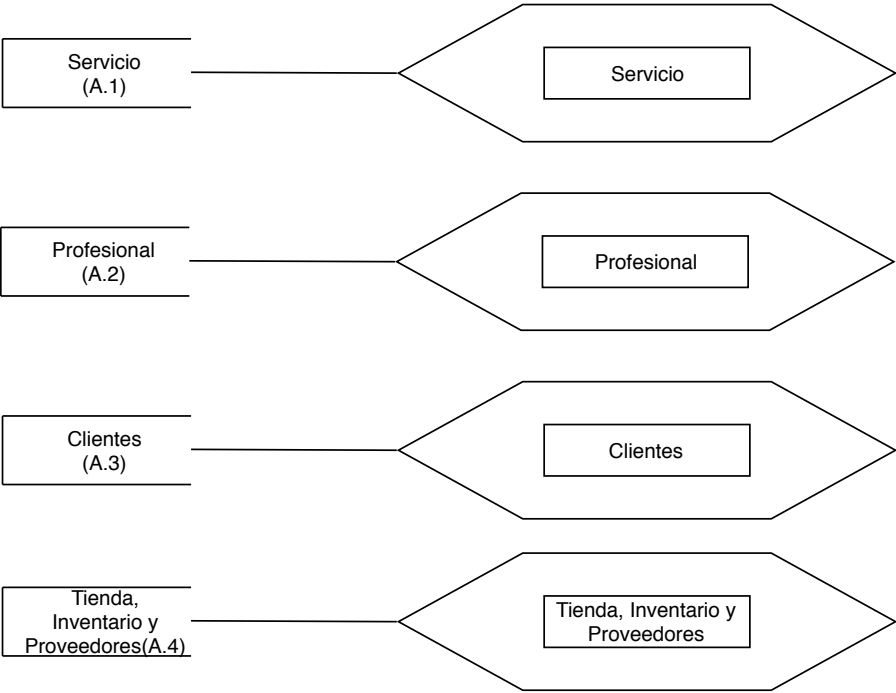 Servicio
(A.1)
Servicio
Profesional
(A.2)
Profesional
Clientes
(A.3)
Clientes
Tienda,
Inventario y
Proveedores(A.4)
Tienda, Inventario y
Proveedores